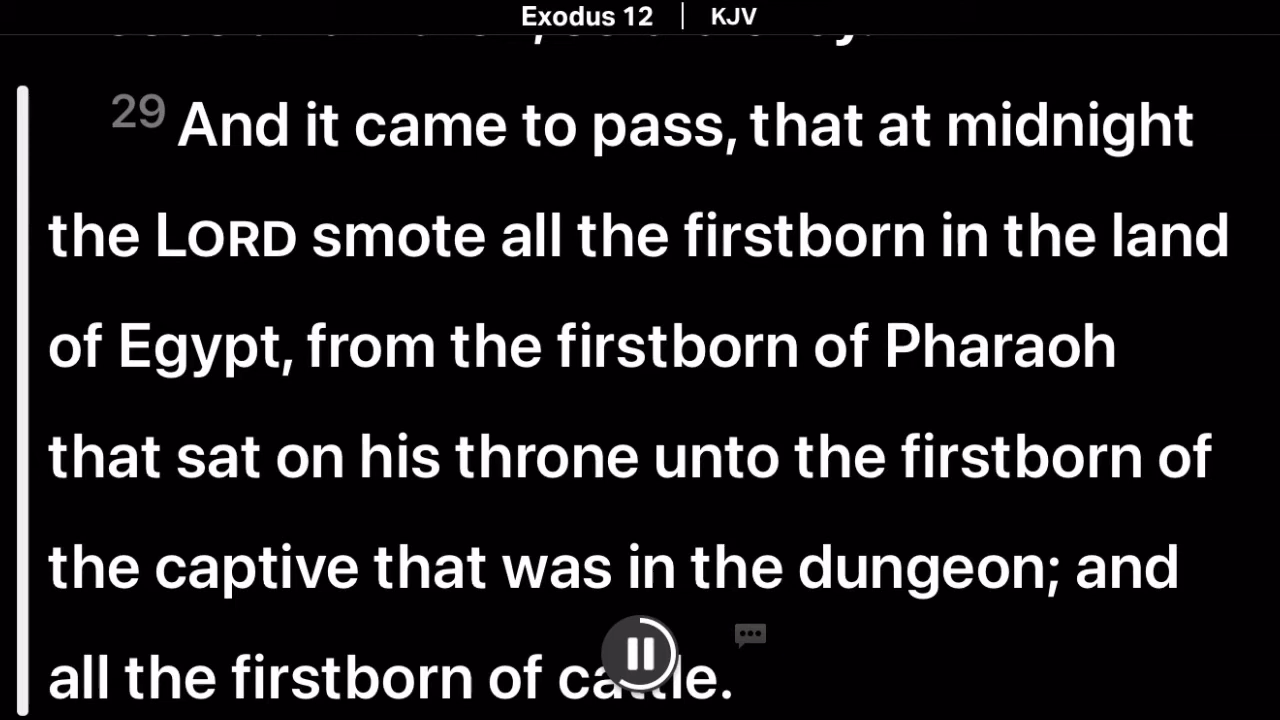 Exodus 12 | KJV
29 And it came to pass, that at midnight
the LORD smote all the firstborn in the land
of Egypt, from the firstborn of Pharaoh
that sat on his throne unto the firstborn of
the captive that was in the dungeon; and
all the firstborn of cattle.